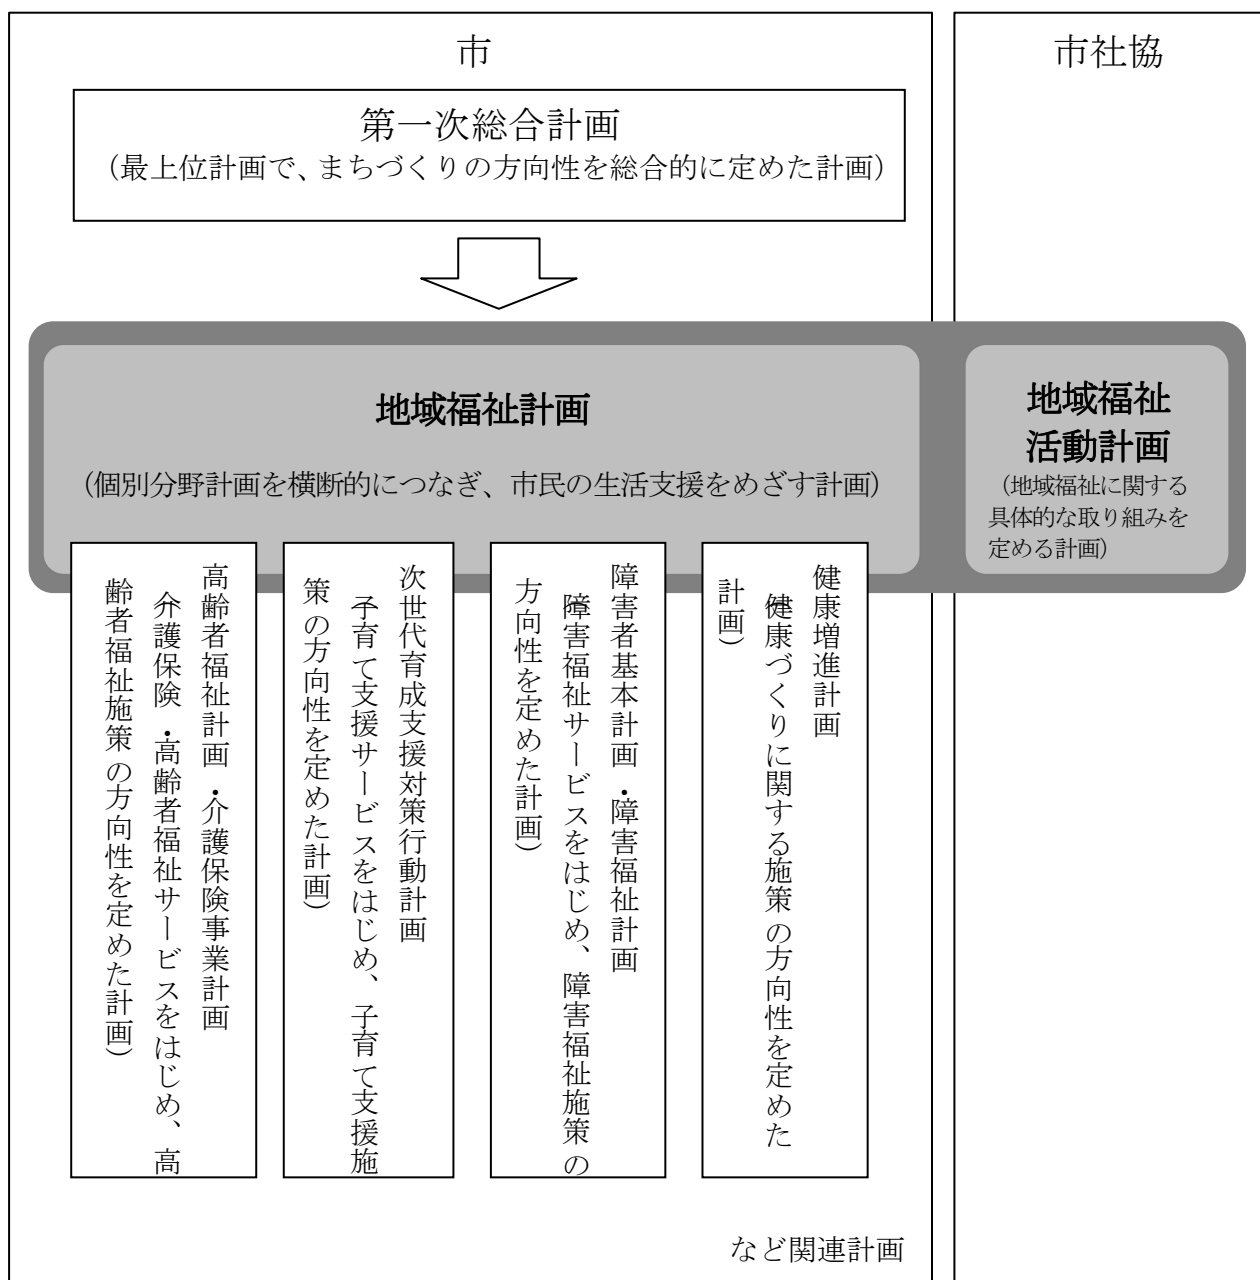 市
第一次総合計画
(最上位計画で、まちづくりの方向性を総合的に定めた計画)
地域福祉計画
(個別分野計画を横断的につなぎ、市民の生活支援をめざす計画)
高齢者福祉計画・介護保険事業計画
(介護保険・高齢者福祉サービスをはじめ、高
齢者福祉施策の方向性を定めた計画)
次世代育成支援対策行動計画
(子育て支援サービスをはじめ、子育て支援施
策の方向性を定めた計画)
障害者基本計画・障害福祉計画
(障害福祉サービスをはじめ、障害福祉施策の
方向性を定めた計画)
健康増進計画
(健康づくりに関する施策の方向性を定めた
計画)
など関連計画
市社協
地域福祉
活動計画
(地域福祉に関する
具体的な取り組みを
定める計画)